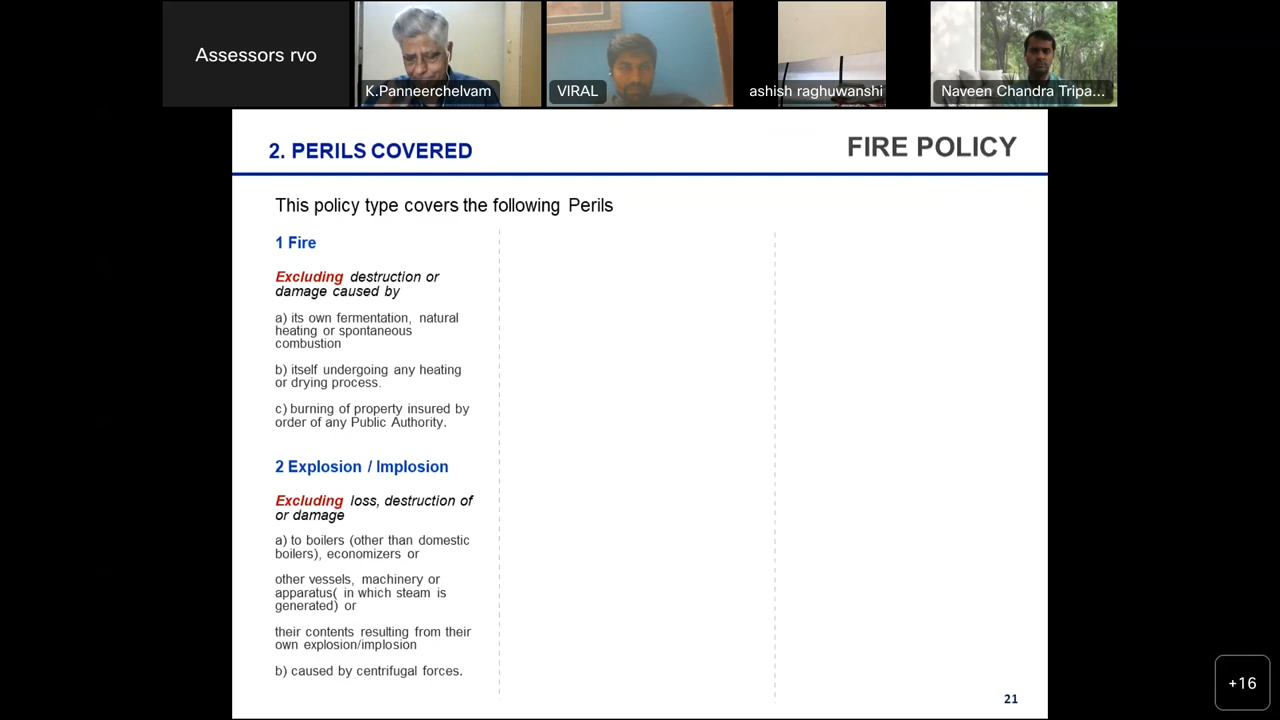 Assessors rvo
K.Panneerchelvam
VIRAL
ashish raghuwanshi
Naveen Chandra Tripa...
2. PERILS COVERED
FIRE POLICY
This policy type covers the following Perils
1 Fire
Excluding destruction or
damage caused by
a) its own fermentation, natural
heating or spontaneous
combustion
b) itself undergoing any heating
or drying process.
c) burning of property insured by
order of any Public Authority.
2 Explosion / Implosion
Excluding loss, destruction of
or damage
a) to boilers (other than domestic
boilers), economizers or
other vessels, machinery or
apparatus( in which steam is
generated) or
their contents resulting from their
own explosion/implosion
b) caused by centrifugal forces.
21
+16